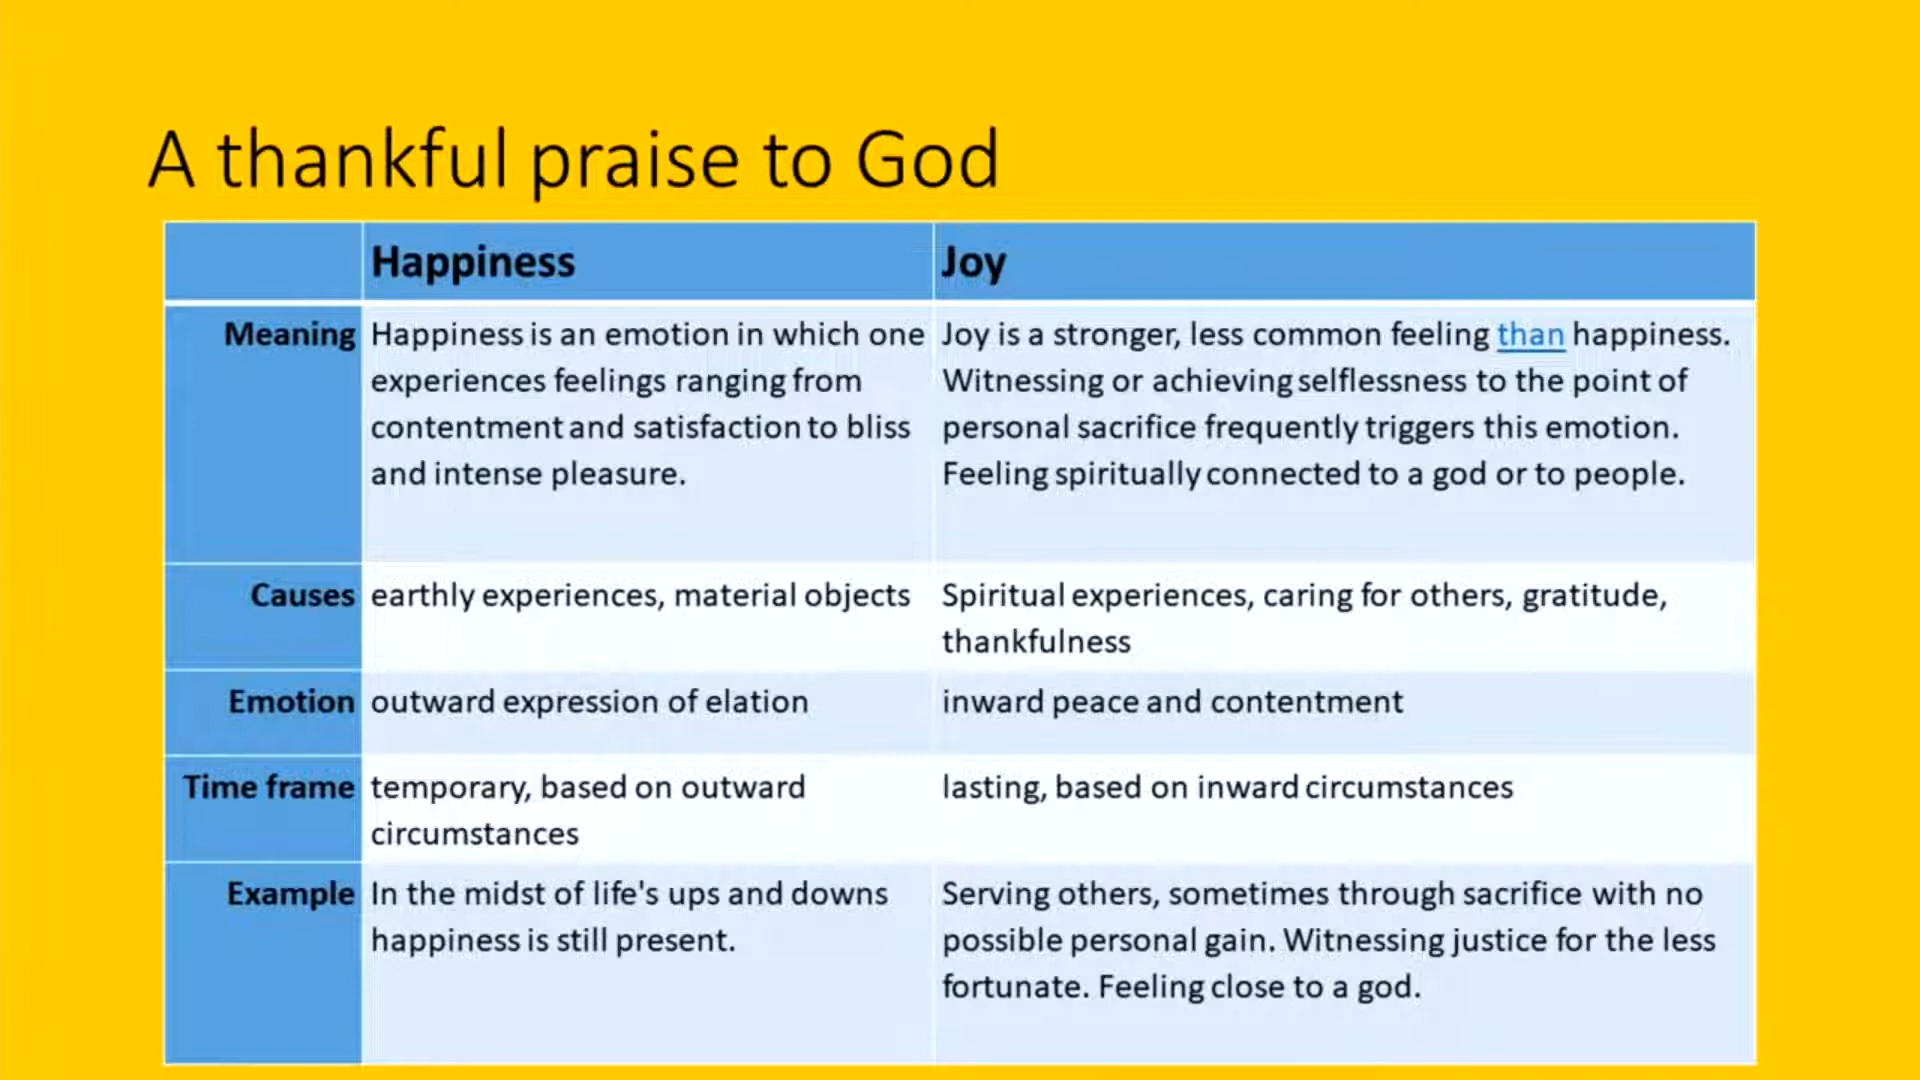 A thankful praise to God
Happiness
Joy
Meaning
Happiness is an emotion in which one
experiences feelings ranging from
contentment and satisfaction to bliss
and intense pleasure.
Joy is a stronger, less common feeling than happiness.
Witnessing or achieving selflessness to the point of
personal sacrifice frequently triggers this emotion.
Feeling spiritually connected to a god or to people.
Causes
earthly experiences, material objects
Spiritual experiences, caring for others, gratitude,
thankfulness
Emotion
outward expression of elation
inward peace and contentment
Time frame
temporary, based on outward
circumstances
lasting, based on inward circumstances
Example
In the midst of life's ups and downs
happiness is still present.
Serving others, sometimes through sacrifice with no
possible personal gain. Witnessing justice for the less
fortunate. Feeling close to a god.